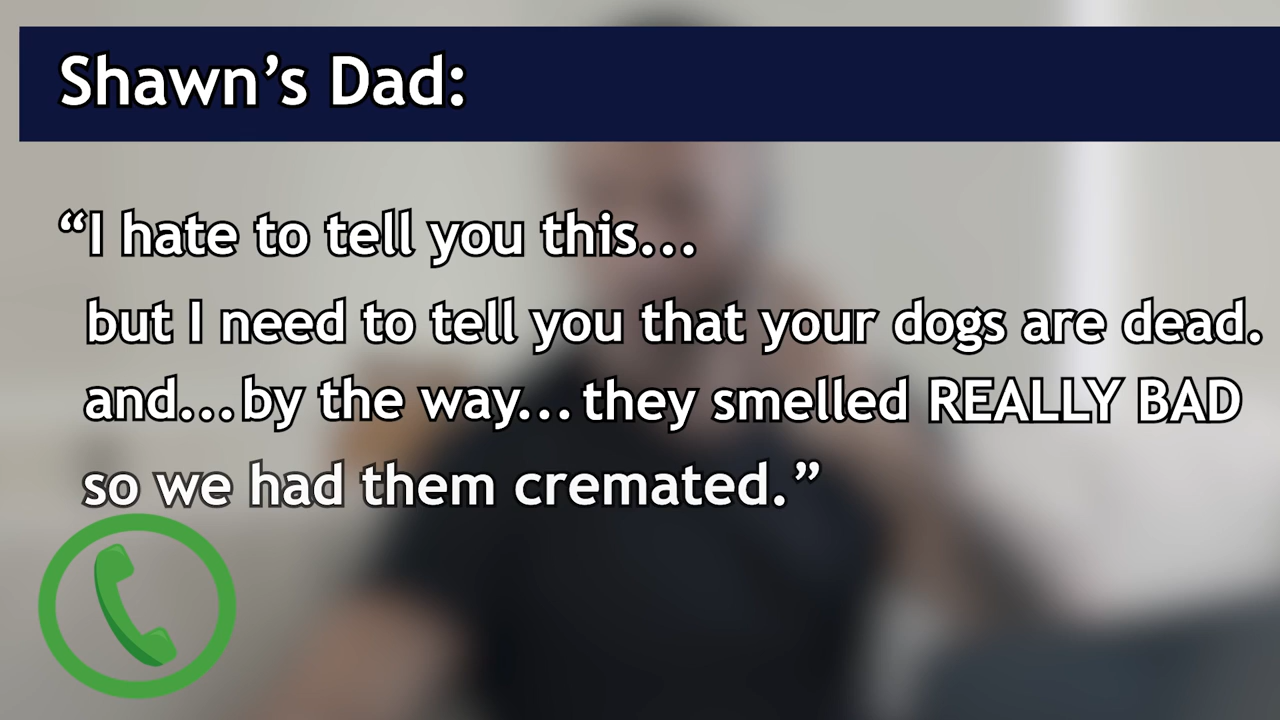 Shawn’s Dad:
“I hate to tell you this...
but I need to tell you that your dogs are dead.
and...by the way... they smelled REALLY BAD
so we had them cremated.”